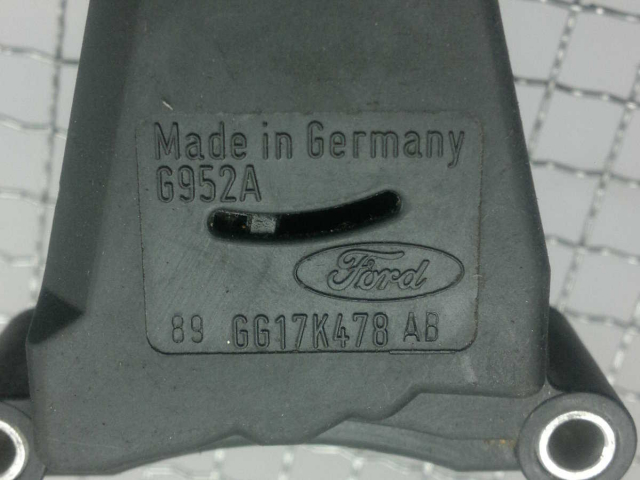 Made in Germany
G952A
Ford
89 GG17K478 AB